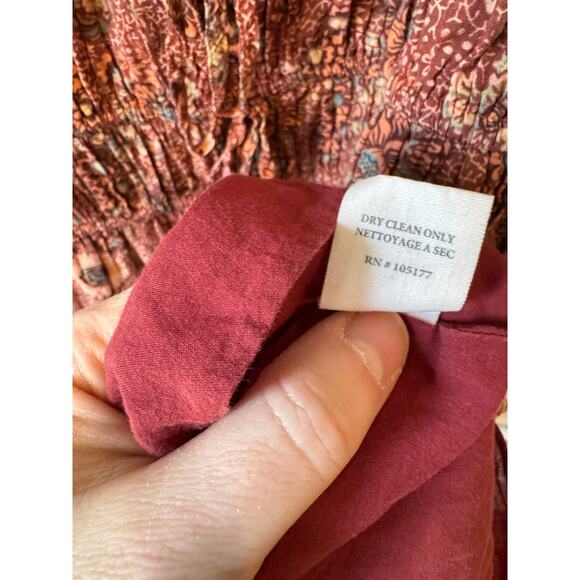 DRY CLEAN ONLY
NETTOYAGE A SEC
RN # 105177